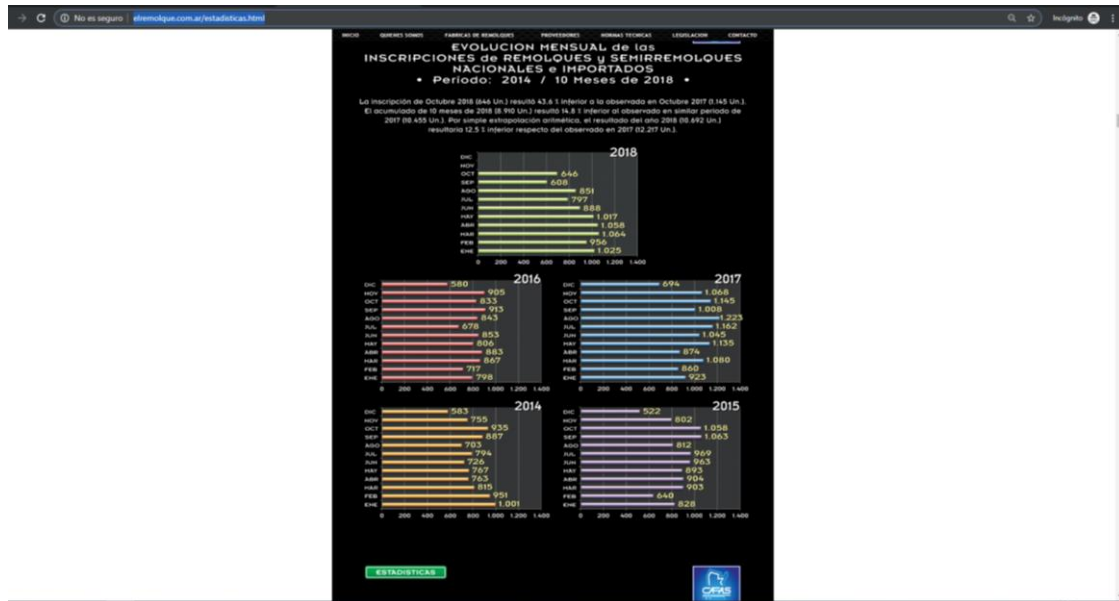 No es seguro | elremolque.com.ar/estadisticas.html
Incógnito
INICIO QUIENES SOMOS FABRICAS DE REMOLQUES PROVEEDORES NORMAS TECNICAS LEGISLACION CONTACTO
EVOLUCION MENSUAL de las
INSCRIPCIONES de REMOLQUES y SEMIRREMOLQUES
NACIONALES e IMPORTADOS
• Período: 2014 / 10 Meses de 2018 •
La inscripción de Octubre 2018 (646 Un.) resultó 43.6 % inferior a la observada en Octubre 2017 (1.145 Un.).
El acumulado de 10 meses de 2018 (8.910 Un.) resultó 14.8 % inferior al observado en similar período de
2017 (10.455 Un.). Por simple extrapolación aritmética, el resultado del año 2018 (10.692 Un.)
resultaría 12.5 % inferior respecto del observado en 2017 (12.217 Un.).
2018
DIC
NOV
OCT 646
SEP 608
AGO 851
JUL 797
JUN 888
MAY 1.017
ABR 1.058
MAR 1.064
FEB 956
ENE 1.025
0 200 400 600 800 1.000 1.200 1.400
2016
DIC 580
NOV 905
OCT 833
SEP 913
AGO 843
JUL 678
JUN 853
MAY 806
ABR 883
MAR 867
FEB 717
ENE 798
0 200 400 600 800 1.000 1.200 1.400
2017
DIC 694
NOV 1.068
OCT 1.145
SEP 1.008
AGO 1.223
JUL 1.162
JUN 1.045
MAY 1.135
ABR 874
MAR 1.080
FEB 860
ENE 923
0 200 400 600 800 1.000 1.200 1.400
2014
DIC 583
NOV 755
OCT 935
SEP 887
AGO 703
JUL 794
JUN 726
MAY 767
ABR 763
MAR 815
FEB 951
ENE 1.001
0 200 400 600 800 1.000 1.200 1.400
2015
DIC 522
NOV 802
OCT 1.058
SEP 1.063
AGO 812
JUL 969
JUN 963
MAY 893
ABR 904
MAR 903
FEB 640
ENE 828
0 200 400 600 800 1.000 1.200 1.400
ESTADISTICAS
CAFAS